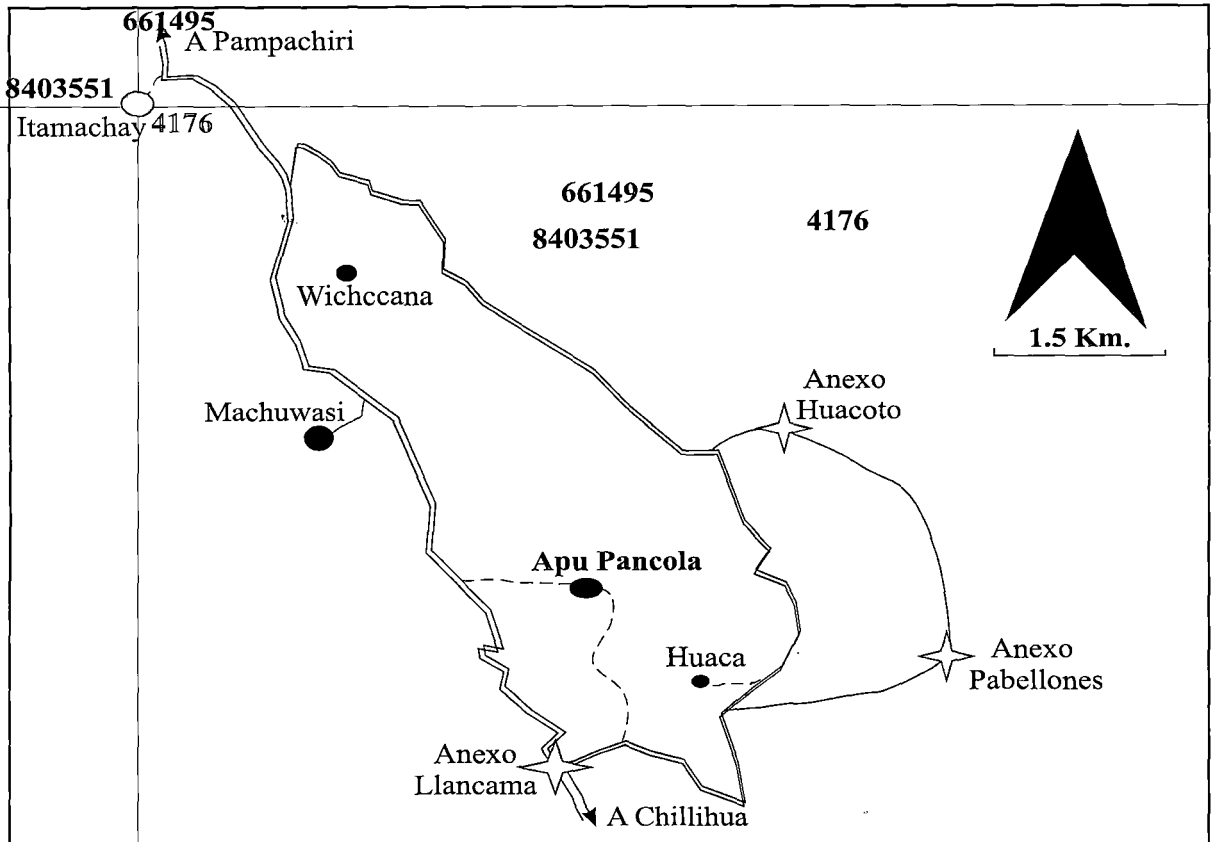 661495
A Pampachiri
8403551
Itamachay 4176
661495
8403551
4176
Wichccana
1.5 Km.
Anexo
Huacoto
Machuwasi
Apu Pancola
Huaca
Anexo
Pabellones
Anexo
Llancama
A Chillihua